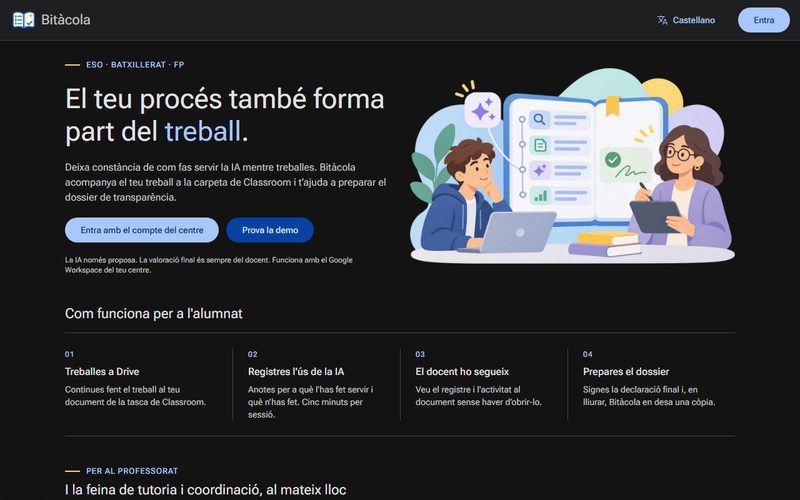 Bitàcola
Castellano
Entra
ESO · BATXILLERAT · FP
El teu procés també forma
part del treball.
Deixa constància de com fas servir la IA mentre treballes. Bitàcola
acompanya el teu treball a la carpeta de Classroom i t'ajuda a preparar el
dossier de transparència.
Entra amb el compte del centre
Prova la demo
La IA només proposa. La valoració final és sempre del docent. Funciona amb el Google
Workspace del teu centre.
Com funciona per a l'alumnat
01
Treballes a Drive
Continues fent el treball al teu
document de la tasca de Classroom.
02
Registres l'ús de la IA
Anotes per a què l'has fet servir i
què n'has fet. Cinc minuts per
sessió.
03
El docent ho segueix
Veu el registre i l'activitat al
document sense haver d'obrir-lo.
04
Prepares el dossier
Signes la declaració final i, en
lliurar, Bitàcola en desa una còpia.
PER AL PROFESSORAT
I la feina de tutoria i coordinació, al mateix lloc